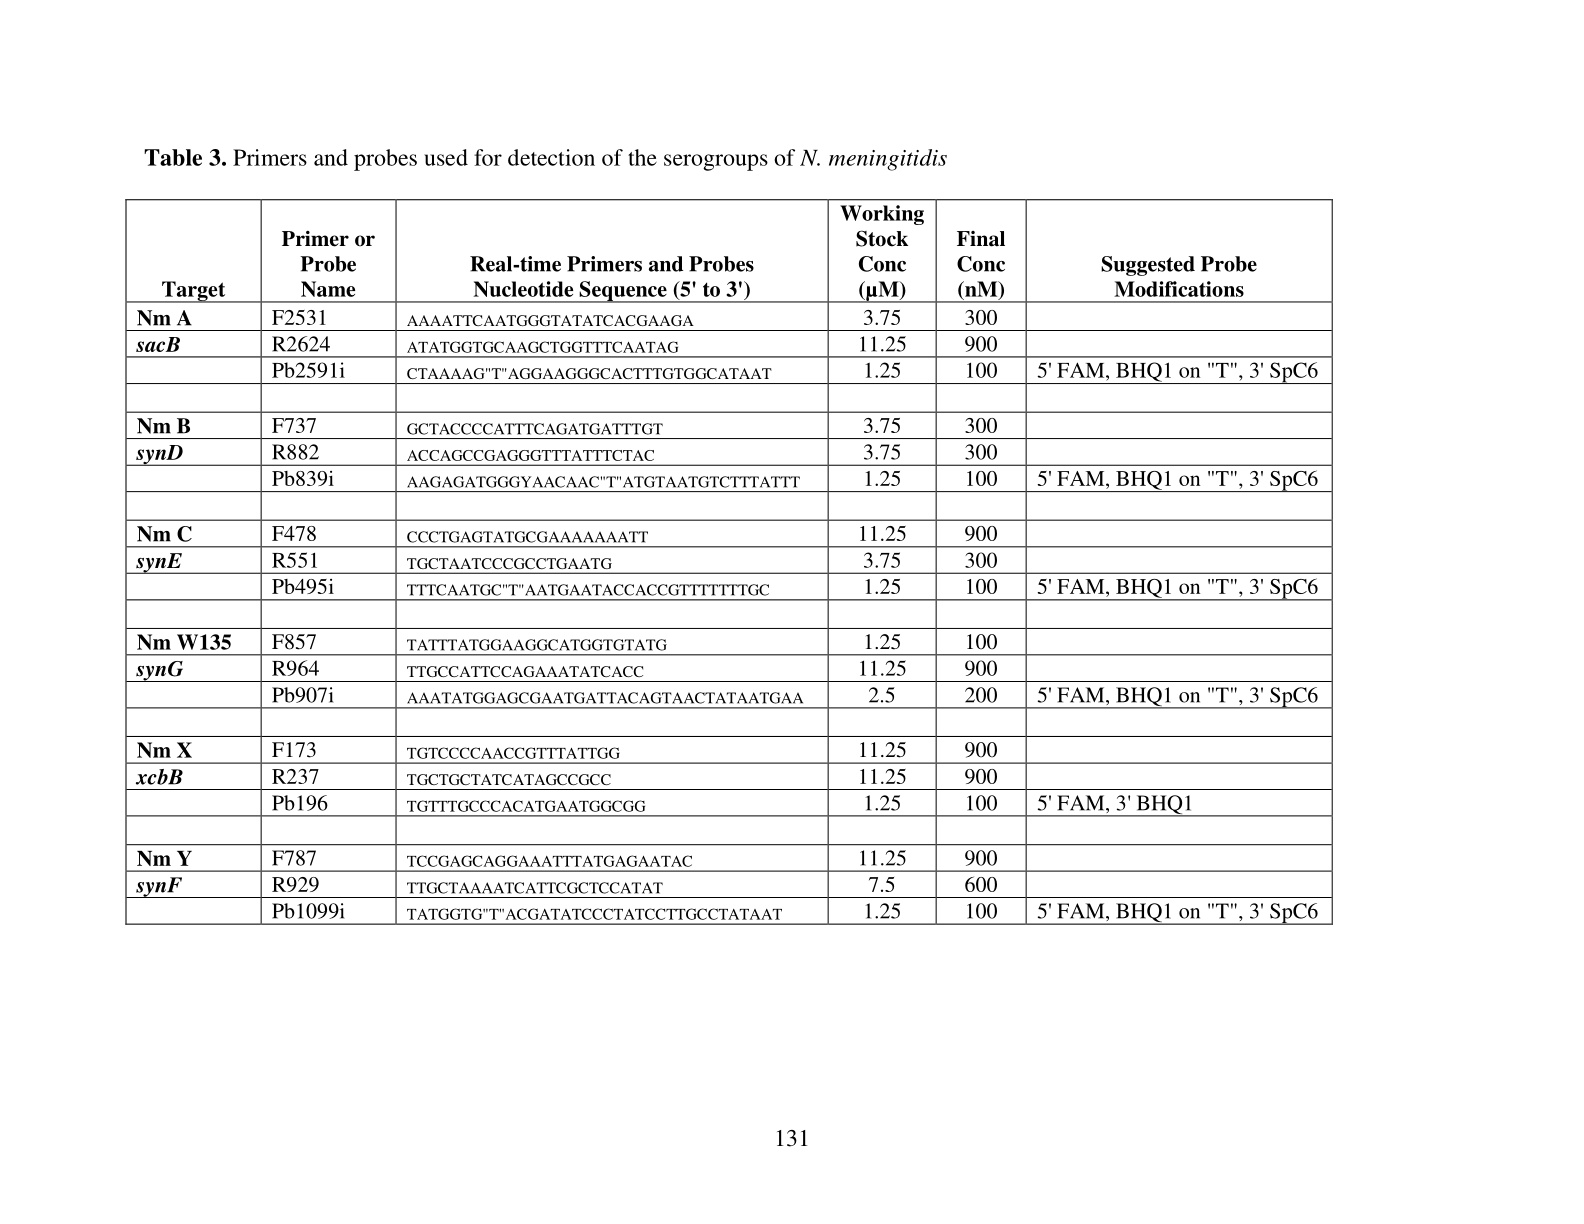 Table 3. Primers and probes used for detection of the serogroups of N. meningitidis
Target Primer or Probe Name Real-time Primers and Probes Nucleotide Sequence (5' to 3') Working Stock Conc (µM) Final Conc (nM) Suggested Probe Modifications
Nm A F2531 AAAATTCAATGGGTATATCACGAAGA 3.75 300
sacB R2624 ATATGGTGCAAGCTGGTTTCAATAG 11.25 900
Pb2591i CTAAAAG"T"AGGAAGGGCACTTTGTGGCATAAT 1.25 100 5' FAM, BHQ1 on "T", 3' SpC6
Nm B F737 GCTACCCCATTTCAGATGATTTGT 3.75 300
synD R882 ACCAGCCGAGGGTTTATTTCTAC 3.75 300
Pb839i AAGAGATGGGYAACAAC"T"ATGTAATGTCTTTATTT 1.25 100 5' FAM, BHQ1 on "T", 3' SpC6
Nm C F478 CCCTGAGTATGCGAAAAAAATT 11.25 900
synE R551 TGCTAATCCCGCCTGAATG 3.75 300
Pb495i TTTCAATGC"T"AATGAATACCACCGTTTTTTTGC 1.25 100 5' FAM, BHQ1 on "T", 3' SpC6
Nm W135 F857 TATTTATGGAAGGCATGGTGTATG 1.25 100
synG R964 TTGCCATTCCAGAAATATCACC 11.25 900
Pb907i AAATATGGAGCGAATGATTACAGTAACTATAATGAA 2.5 200 5' FAM, BHQ1 on "T", 3' SpC6
Nm X F173 TGTCCCCAACCGTTTATTGG 11.25 900
xcbB R237 TGCTGCTATCATAGCCGCC 11.25 900
Pb196 TGTTTGCCCACATGAATGGCGG 1.25 100 5' FAM, 3' BHQ1
Nm Y F787 TCCGAGCAGGAAATTTATGAGAATAC 11.25 900
synF R929 TTGCTAAAATCATTCGCTCCATAT 7.5 600
Pb1099i TATGGTG"T"ACGATATCCCTATCCTTGCCTATAAT 1.25 100 5' FAM, BHQ1 on "T", 3' SpC6
131